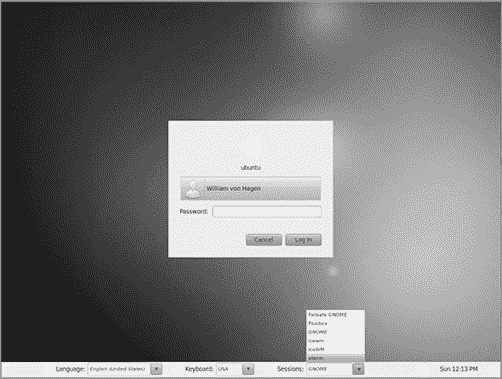 ubuntu
William von Hagen
Password:
Cancel Log In
Failsafe GNOME
Fluxbox
GNOME
icewm
IceWM
xterm
Language: English (United States) Keyboard: USA Sessions: GNOME Sun 12:13 PM